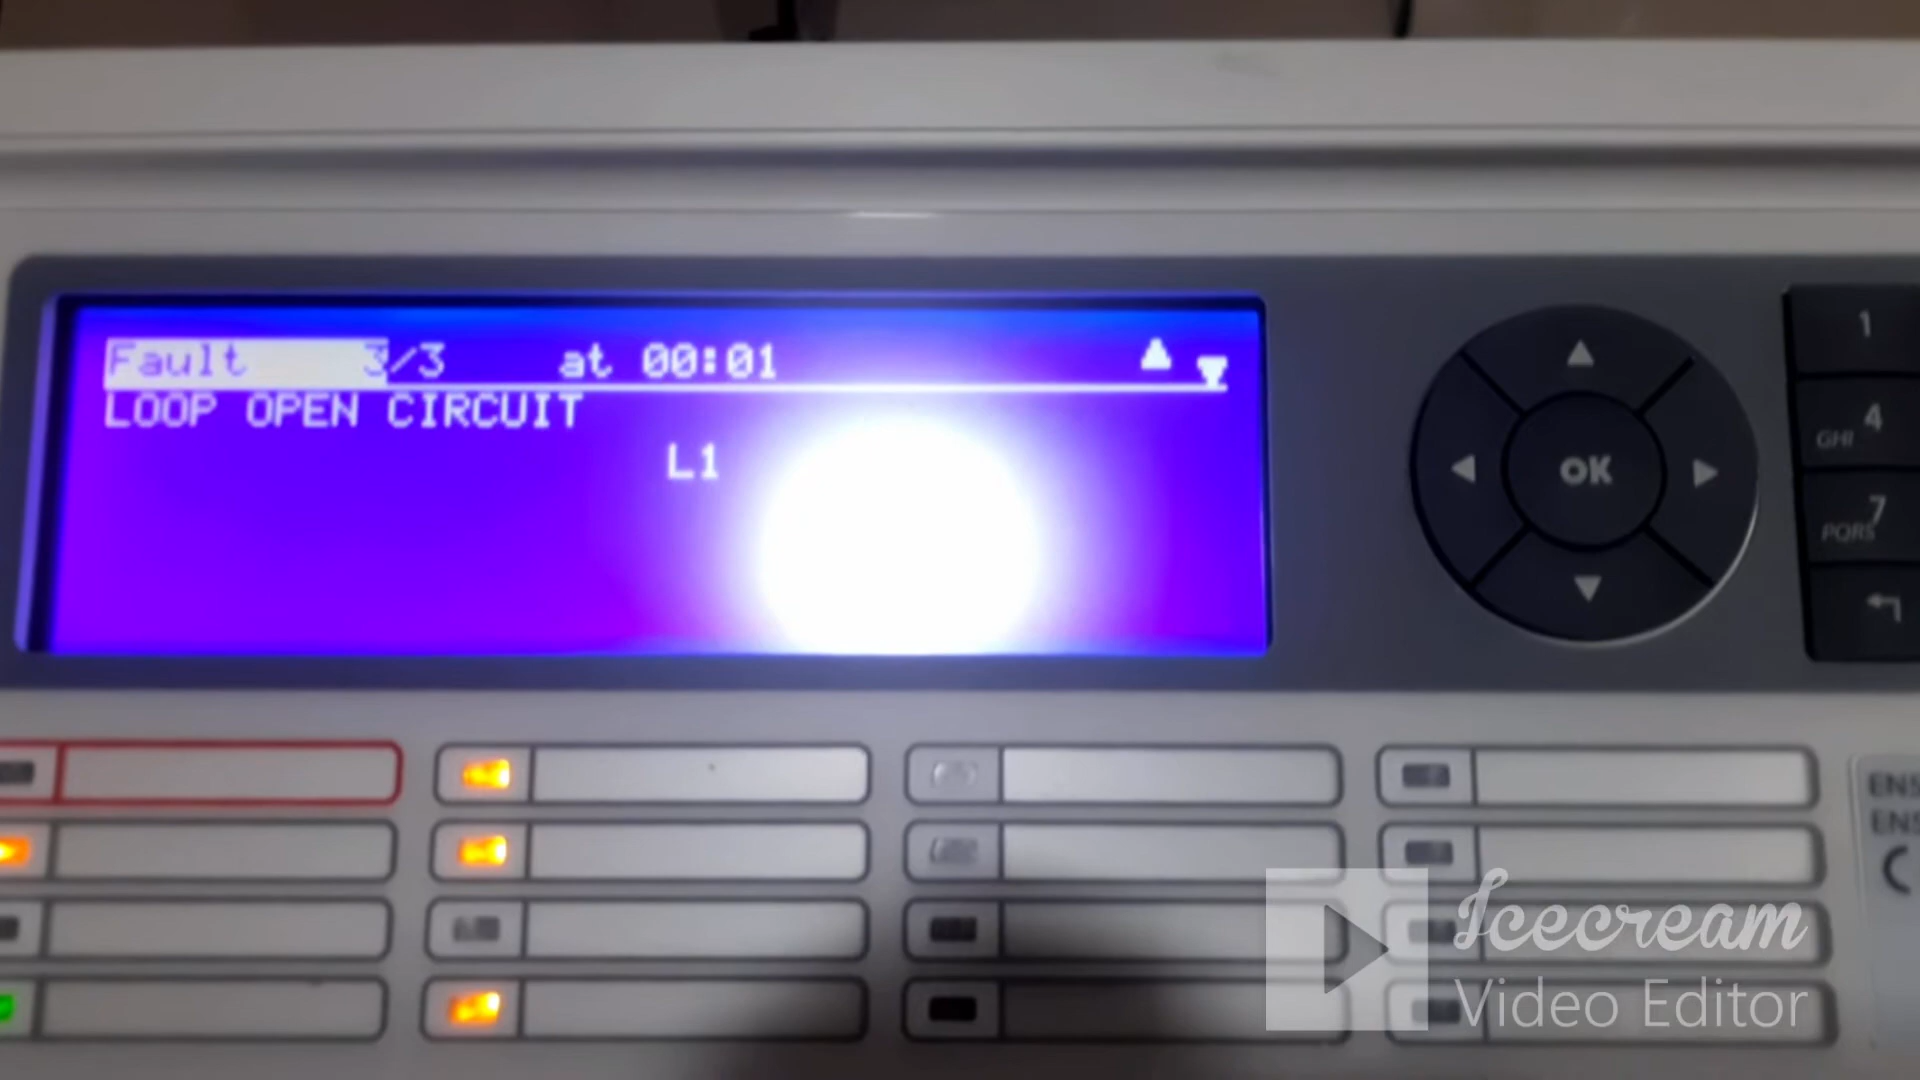 Fault 3/3 at 00:01
LOOP OPEN CIRCUIT
L1
OK
1
GHI 4
PQRS 7
Icecream
Video Editor